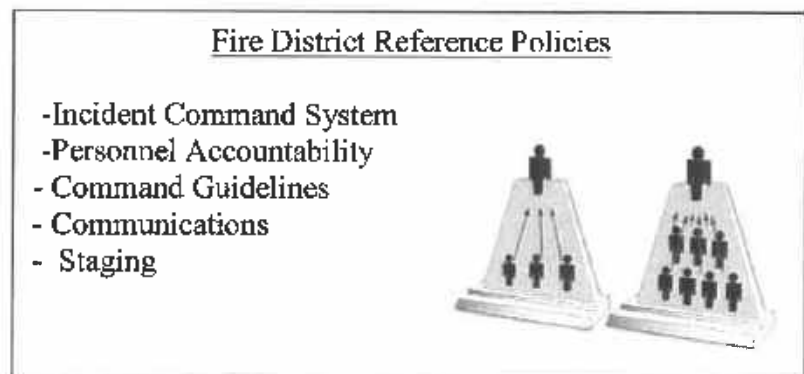 Fire District Reference Policies
-Incident Command System
-Personnel Accountability
- Command Guidelines
- Communications
- Staging